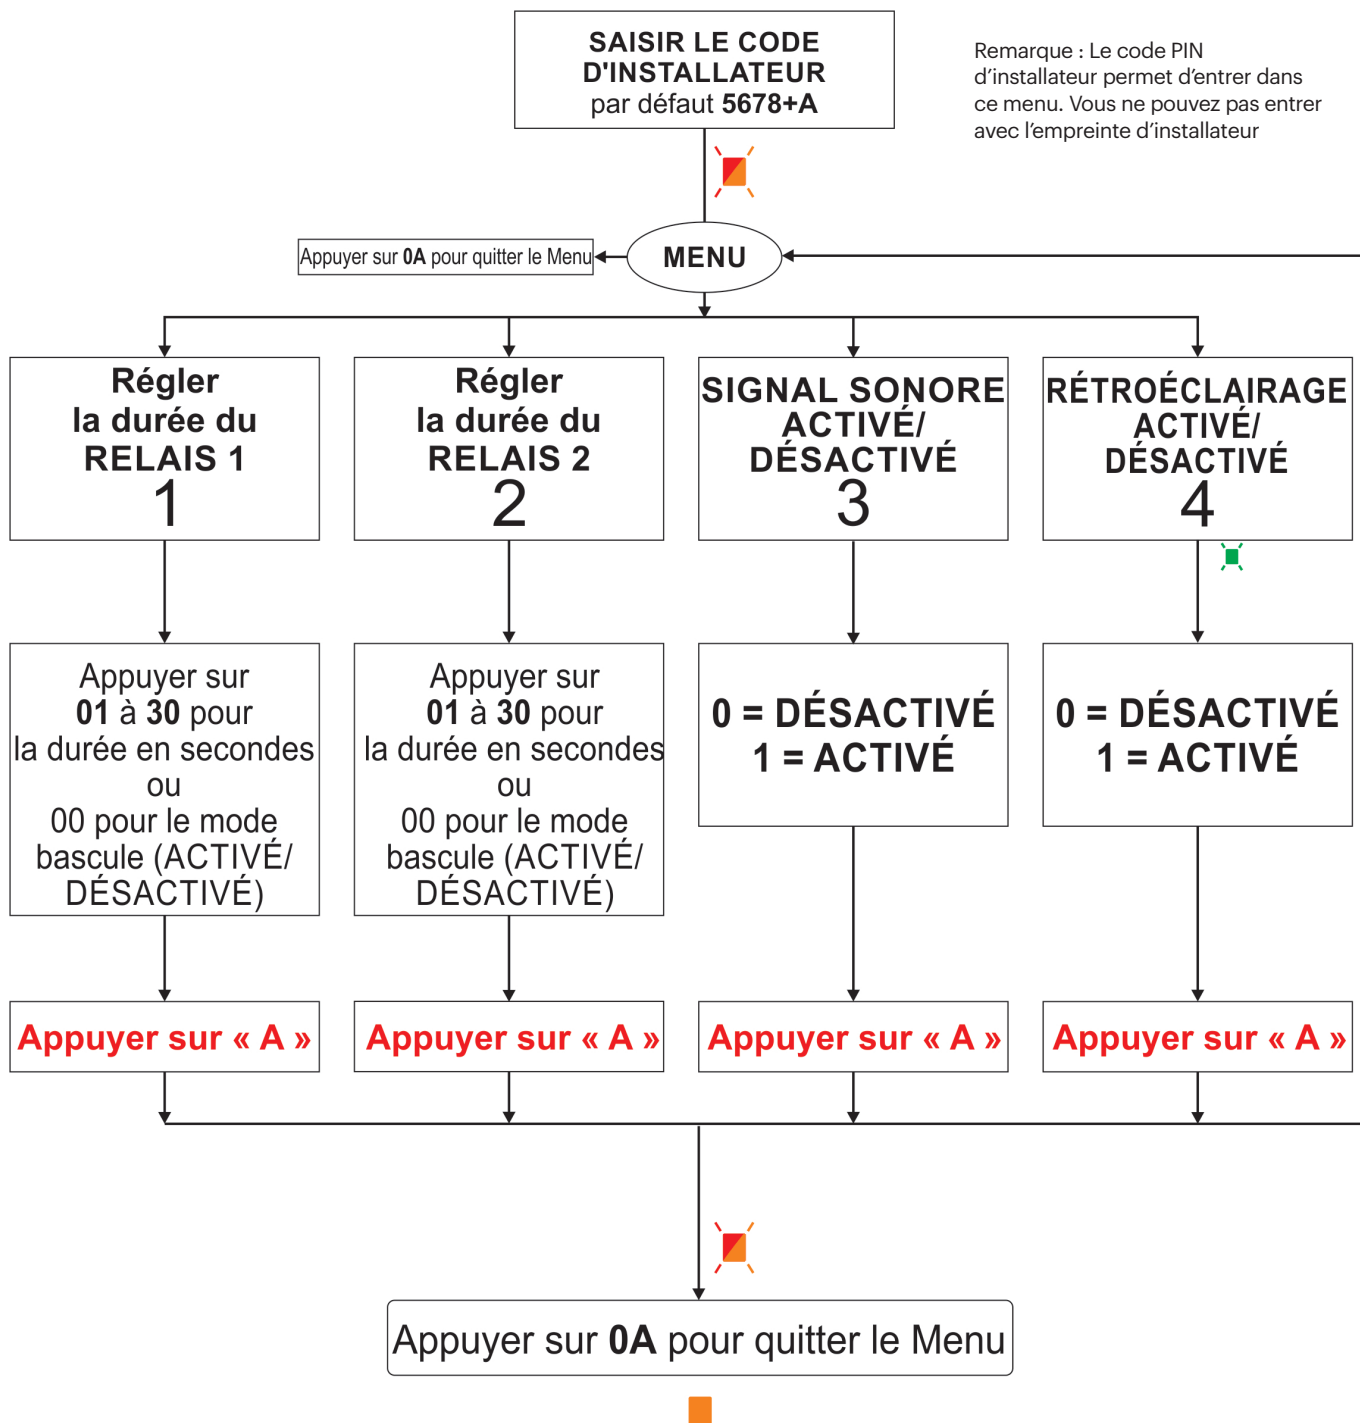 SAISIR LE CODE
D'INSTALLATEUR
par défaut 5678+A
Remarque : Le code PIN
d’installateur permet d’entrer dans
ce menu. Vous ne pouvez pas entrer
avec l’empreinte d’installateur
Appuyer sur 0A pour quitter le Menu
MENU
Régler
la durée du
RELAIS 1
1
Régler
la durée du
RELAIS 2
2
SIGNAL SONORE
ACTIVÉ/
DÉSACTIVÉ
3
RÉTROÉCLAIRAGE
ACTIVÉ/
DÉSACTIVÉ
4
Appuyer sur
01 à 30 pour
la durée en secondes
ou
00 pour le mode
bascule (ACTIVÉ/
DÉSACTIVÉ)
Appuyer sur
01 à 30 pour
la durée en secondes
ou
00 pour le mode
bascule (ACTIVÉ/
DÉSACTIVÉ)
0 = DÉSACTIVÉ
1 = ACTIVÉ
0 = DÉSACTIVÉ
1 = ACTIVÉ
Appuyer sur « A »
Appuyer sur « A »
Appuyer sur « A »
Appuyer sur « A »
Appuyer sur 0A pour quitter le Menu